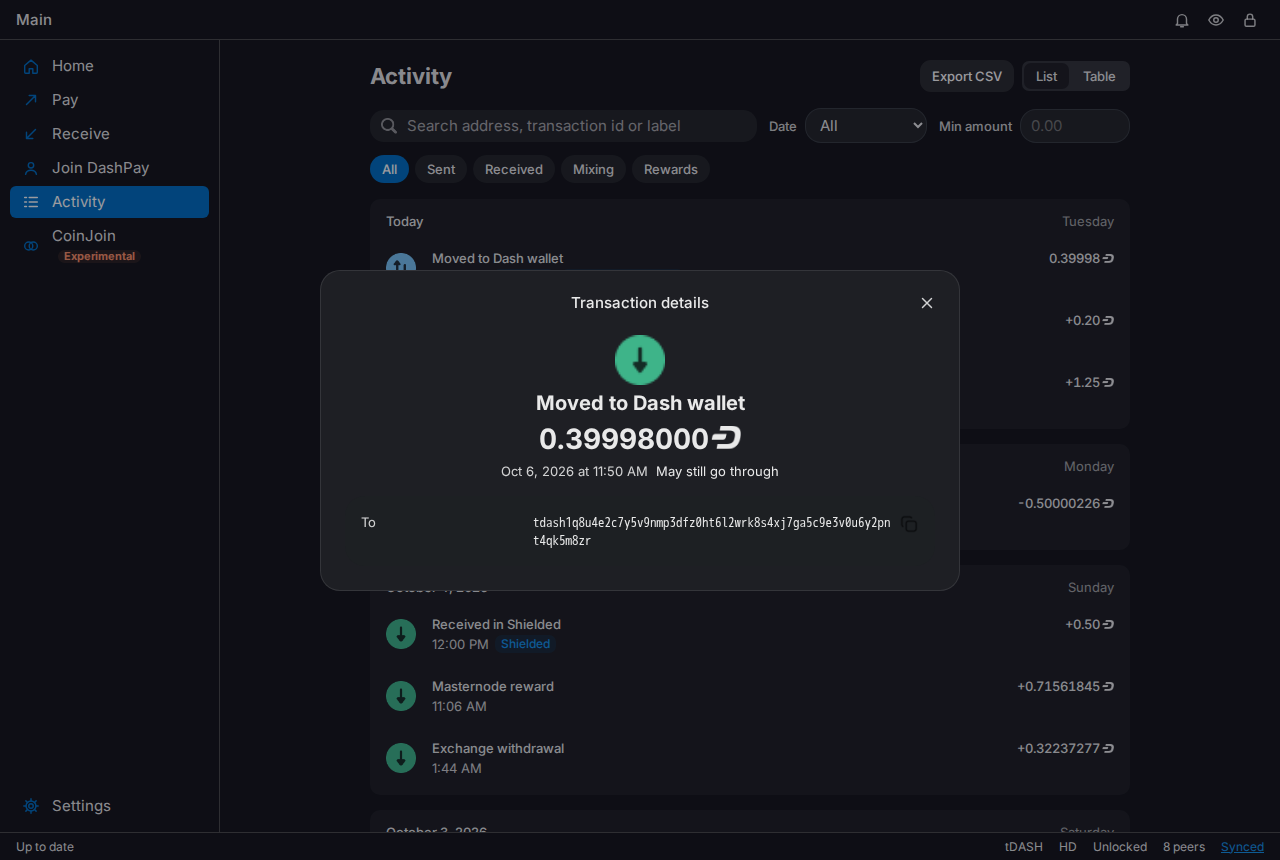 Main
Home
Pay
Receive
Join DashPay
Activity
CoinJoin
Experimental
Settings
Activity
Export CSV
List
Table
Search address, transaction id or label
Date
All
Min amount
0.00
All
Sent
Received
Mixing
Rewards
Today
Tuesday
Moved to Dash wallet
0.39998
+0.20
+1.25
Monday
-0.50000226
Transaction details
Moved to Dash wallet
0.39998000
Oct 6, 2026 at 11:50 AM May still go through
To
tdash1q8u4e2c7y5v9nmp3dfz0ht6l2wrk8s4xj7ga5c9e3v0u6y2pn
t4qk5m8zr
Sunday
Received in Shielded
+0.50
12:00 PM Shielded
Masternode reward
+0.71561845
11:06 AM
Exchange withdrawal
+0.32237277
1:44 AM
October 3, 2026
Saturday
Up to date
tDASH
HD
Unlocked
8 peers
Synced